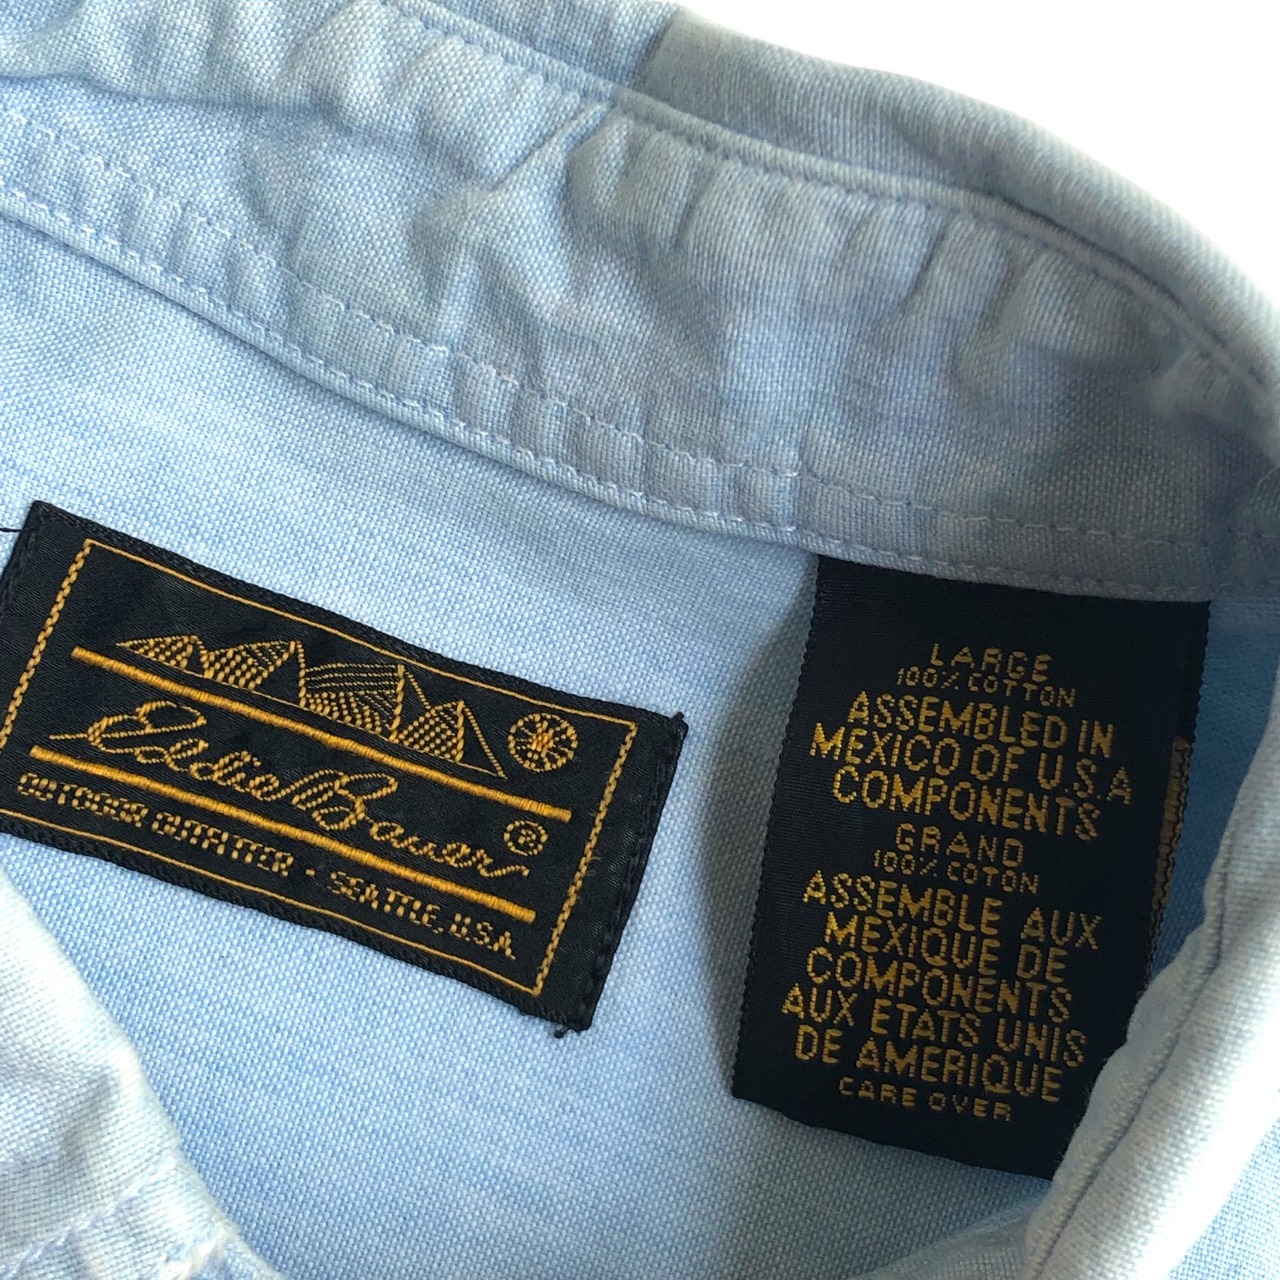 Eddie Bauer ®
OUTDOOR OUTFITTER · SEATTLE, U.S.A
LARGE
100% COTTON
ASSEMBLED IN
MEXICO OF U.S.A
COMPONENTS
GRAND
100% COTON
ASSEMBLE AUX
MEXIQUE DE
COMPONENTS
AUX ETATS UNIS
DE AMERIQUE
CARE OVER